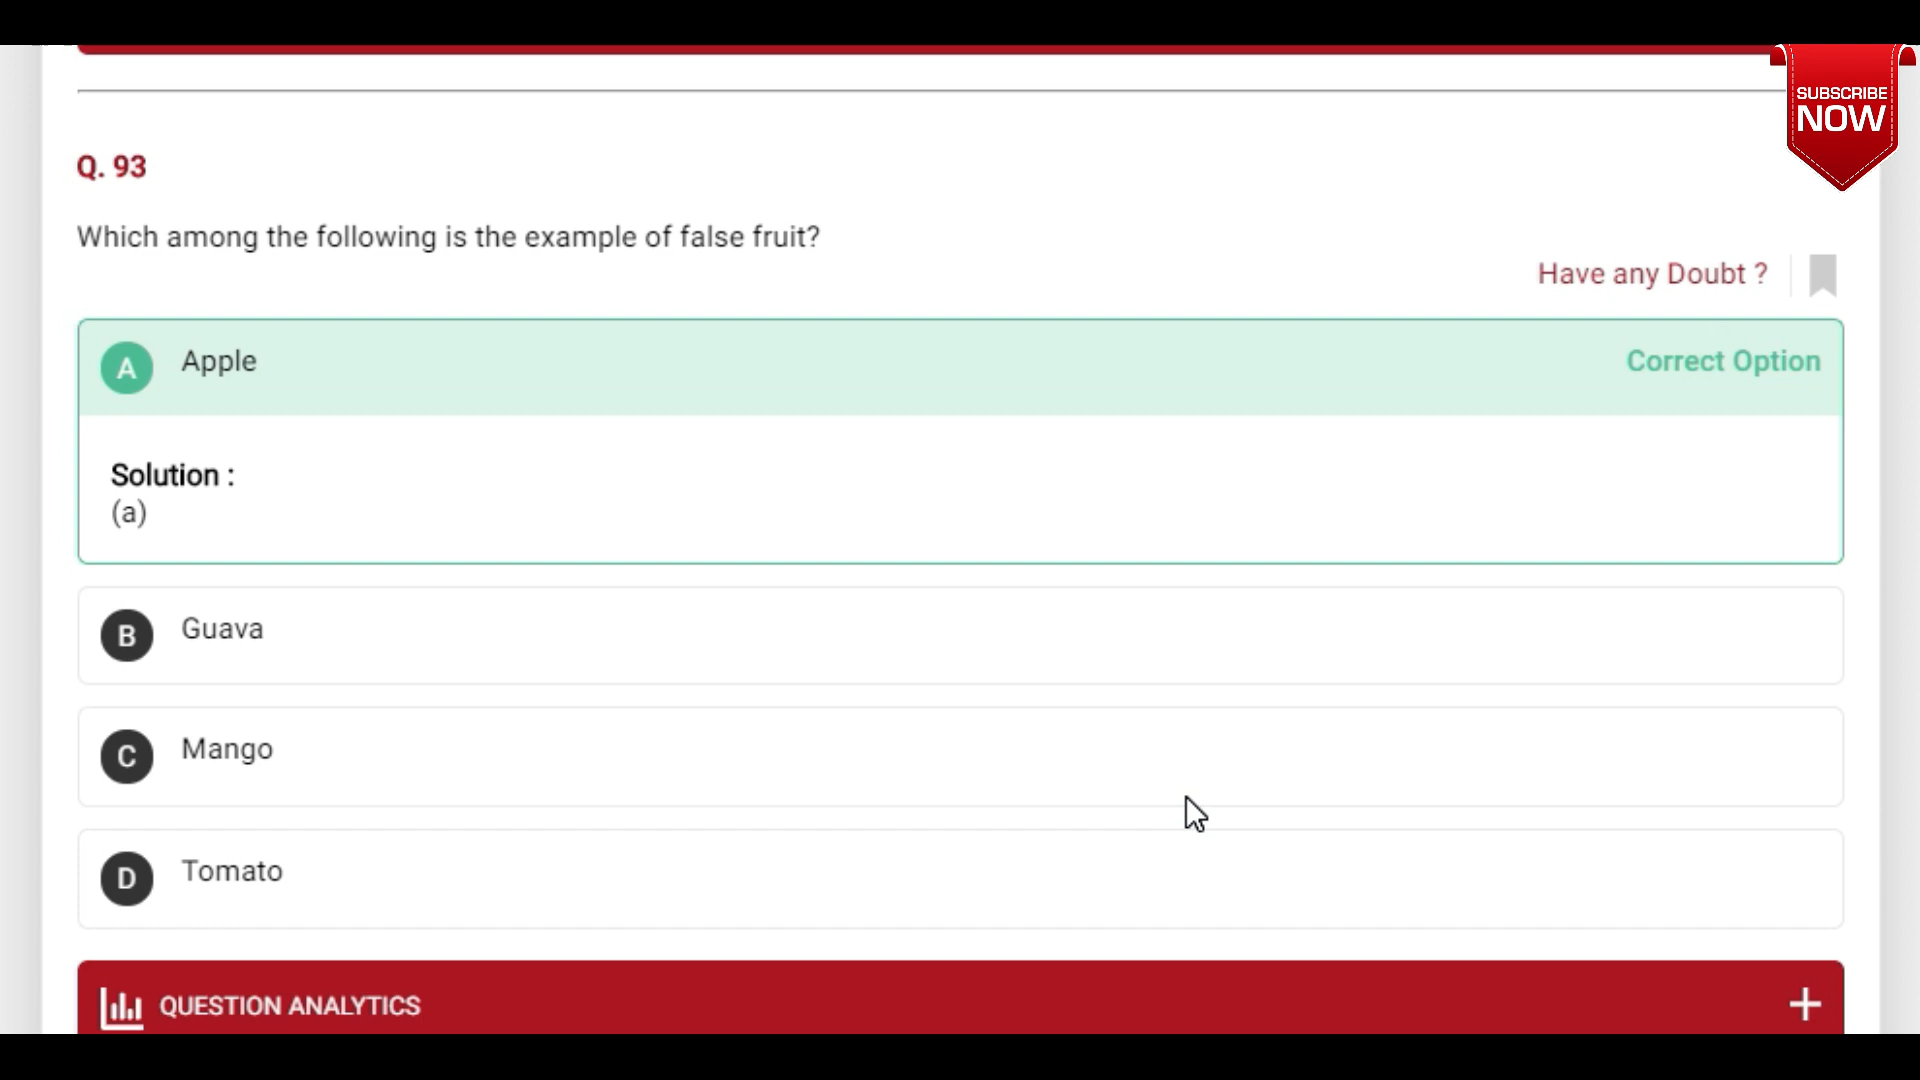 SUBSCRIBE
NOW
Q. 93
Which among the following is the example of false fruit?
Have any Doubt ?
A Apple Correct Option
Solution :
(a)
B Guava
C Mango
D Tomato
QUESTION ANALYTICS +